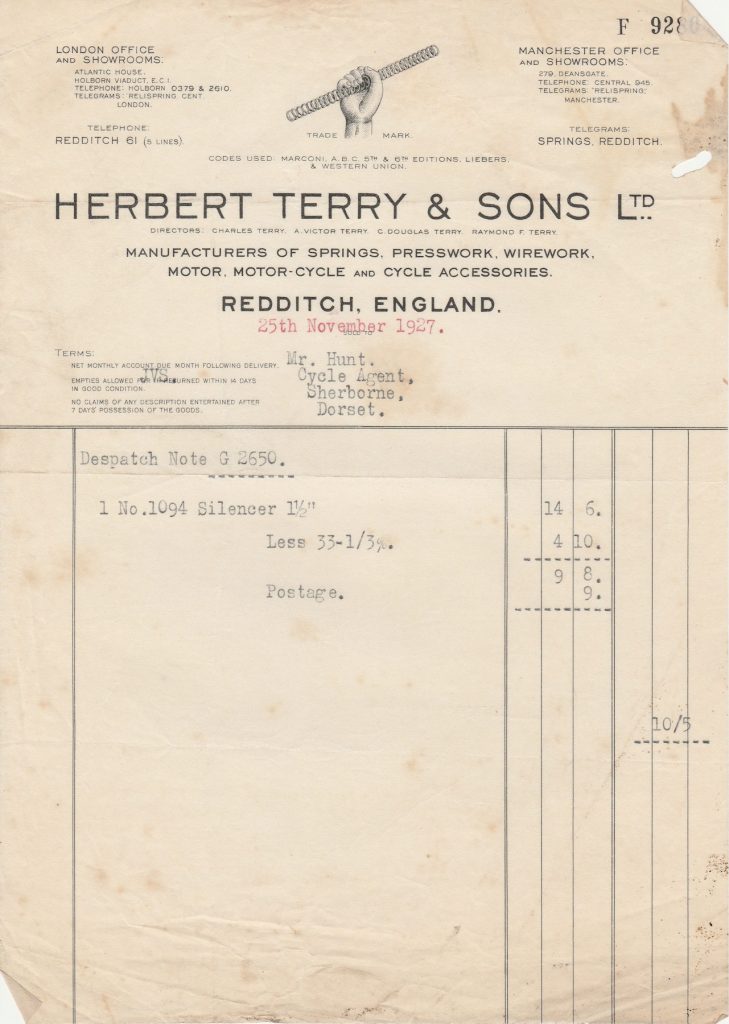 F 928
LONDON OFFICE
AND SHOWROOMS:
ATLANTIC HOUSE.
HOLBORN VIADUCT, E.C.1.
TELEPHONE: HOLBORN 0379 & 2610.
TELEGRAMS: "RELISPRING, CENT.
LONDON.
TELEPHONE:
REDDITCH 61 (5 LINES).
TRADE MARK.
MANCHESTER OFFICE
AND SHOWROOMS:
279, DEANSGATE.
TELEPHONE: CENTRAL 945.
TELEGRAMS: "RELISPRING,"
MANCHESTER.
TELEGRAMS:
SPRINGS, REDDITCH.
CODES USED: MARCONI, A.B.C. 5TH & 6TH EDITIONS, LIEBERS,
& WESTERN UNION.
HERBERT TERRY & SONS LTD.
DIRECTORS: CHARLES TERRY. A. VICTOR TERRY. C. DOUGLAS TERRY. RAYMOND F. TERRY.
MANUFACTURERS OF SPRINGS, PRESSWORK, WIREWORK,
MOTOR, MOTOR-CYCLE AND CYCLE ACCESSORIES.
REDDITCH, ENGLAND.
25th November 1927.
SOLD TO
TERMS:
NET MONTHLY ACCOUNT DUE MONTH FOLLOWING DELIVERY.
JVS.
EMPTIES ALLOWED FOR IF RETURNED WITHIN 14 DAYS
IN GOOD CONDITION.
NO CLAIMS OF ANY DESCRIPTION ENTERTAINED AFTER
7 DAYS' POSSESSION OF THE GOODS.
Mr. Hunt.
Cycle Agent,
Sherborne,
Dorset.
Despatch Note G 2650.
1 No.1094 Silencer 1½" 14 6.
Less 33-1/3%. 4 10.
9 8.
Postage. 9.
10/5